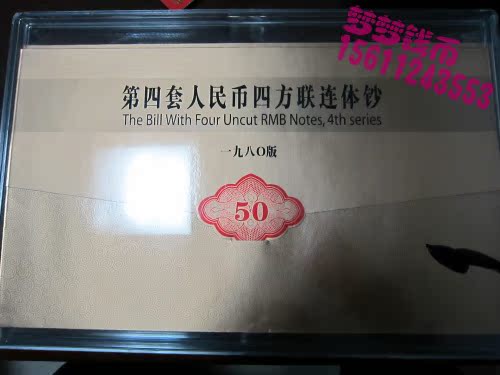 梦梦钱币
15611243553
第四套人民币四方联连体钞
The Bill With Four Uncut RMB Notes, 4th series
一九八O版
50